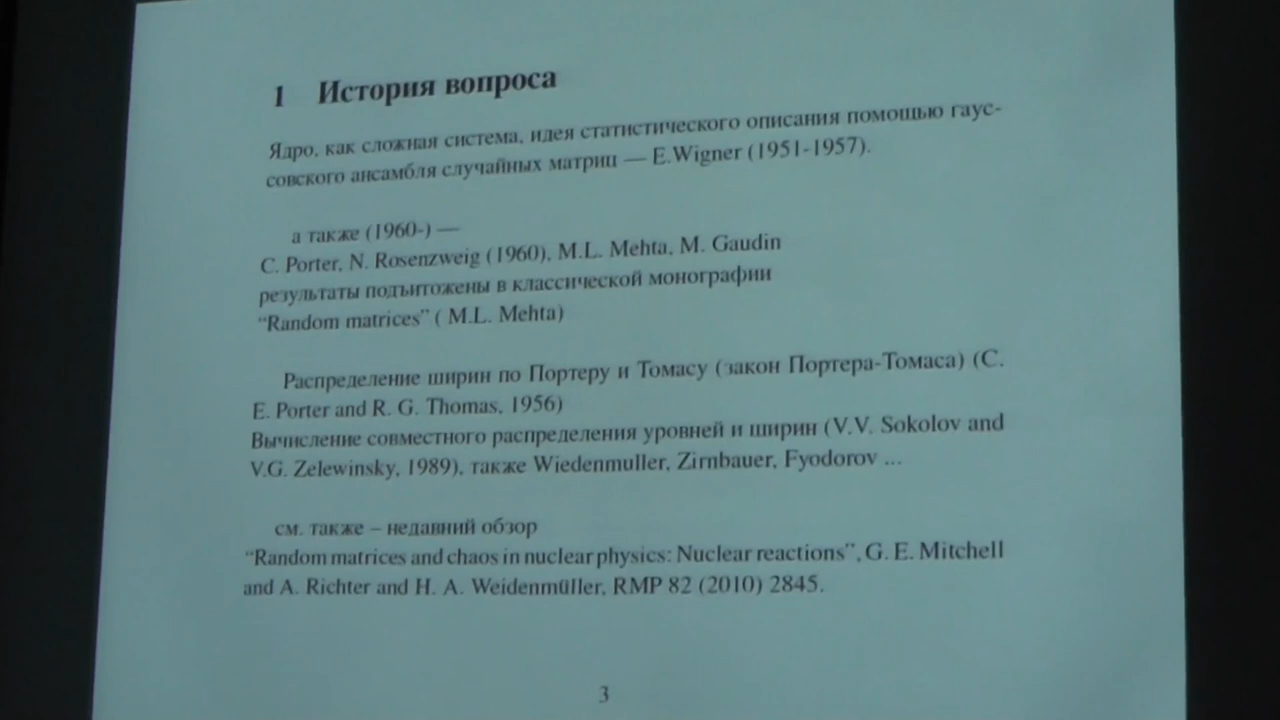 1 История вопроса
Ядро, как сложная система, идея статистического описания помощью гаус-
совского ансамбля случайных матриц — E.Wigner (1951-1957).
а также (1960-) —
C. Porter, N. Rosenzweig (1960), M.L. Mehta, M. Gaudin
результаты подъитожены в классической монографии
“Random matrices” ( M.L. Mehta)
Распределение ширин по Портеру и Томасу (закон Портера-Томаса) (C.
E. Porter and R. G. Thomas, 1956)
Вычисление совместного распределения уровней и ширин (V.V. Sokolov and
V.G. Zelewinsky, 1989), также Wiedenmuller, Zirnbauer, Fyodorov ...
см. также – недавний обзор
“Random matrices and chaos in nuclear physics: Nuclear reactions”, G. E. Mitchell
and A. Richter and H. A. Weidenmüller, RMP 82 (2010) 2845.
3